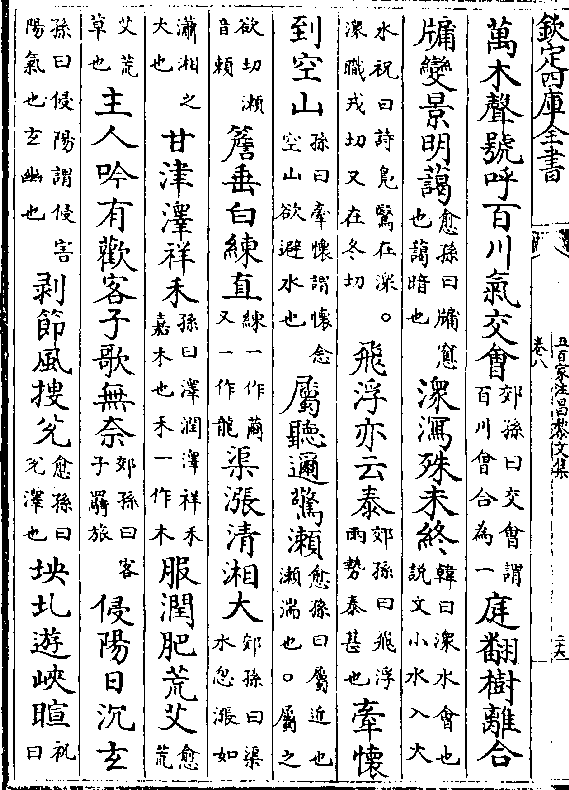 欽定四庫全書
萬木聲號呼百川氣交會
郊孫曰交會謂
百川會合為一
庭翻樹離合
牖變景明藹
愈孫曰牖窻
也藹暗也
潀瀉殊未終
韓曰潀水會也
說文小水入大
水祝曰詩鳬鷖在潀○
潀職戎切又在冬切
飛浮亦云泰
郊孫曰飛浮
雨勢泰甚也
牽懷
到空山
孫曰牽懷謂懷念
空山欲避水也
屬聽邇驚瀨
愈孫曰屬近也
瀨湍也○屬之
欲切瀨
音賴
簷垂白練直
練一作繭
又一作龍
渠漲清湘大
郊孫曰渠
水忽漲如
瀟湘之
大也
甘津澤祥禾
孫曰澤潤澤祥禾
嘉木也禾一作木
服潤肥荒艾
愈
荒
艾荒
草也
主人吟有歡客子歌無奈
郊孫曰客
子羇旅
侵陽日沉玄
孫曰侵陽謂侵害
陽氣也玄幽也
剥節風搜兊
愈孫曰
兊澤也
坱圠遊峽暄
祝
曰
五百家注昌黎文集
卷八